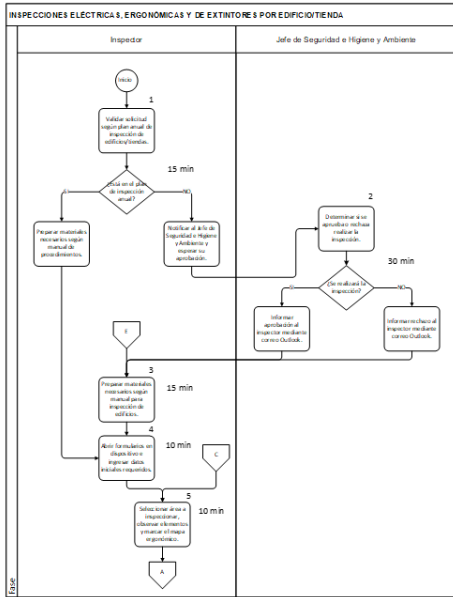 INSPECCIONES ELÉCTRICAS, ERGONÓMICAS Y DE EXTINTORES POR EDIFICIO/TIENDA
Inspector
Jefe de Seguridad e Higiene y Ambiente
Inicio
1
Validar solicitud
según plan anual de
inspección de
edificios/tiendas.
15 min
¿Está en el plan
de inspección
anual?
SI
NO
2
Preparar materiales
necesarios según
manual de
procedimientos.
Notificar al Jefe de
Seguridad e Higiene
y Ambiente y
esperar su
aprobación.
Determinar si se
aprueba o rechaza
realizar la
inspección.
30 min
¿Se realizará la
inspección?
SI
NO
Informar
aprobación al
inspector mediante
correo Outlook.
Informar rechazo al
inspector mediante
correo Outlook.
3
Preparar materiales
necesarios según
manual para
inspección de
edificios.
15 min
4
Abrir formularios en
dispositivo e
ingresar datos
iniciales requeridos.
10 min
C
5
Seleccionar área a
inspeccionar,
observar elementos
y marcar el mapa
ergonómico.
10 min
A
Fase